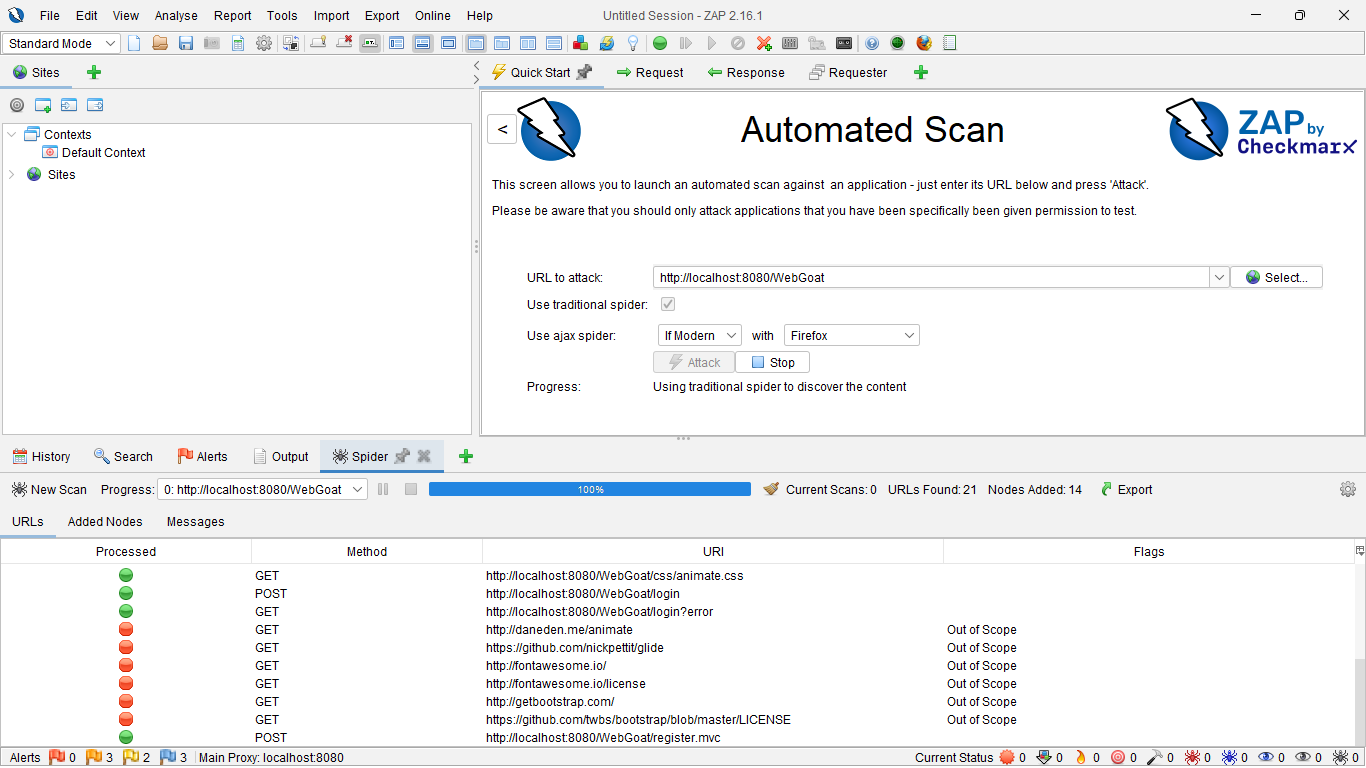 File Edit View Analyse Report Tools Import Export Online Help Untitled Session - ZAP 2.16.1
Standard Mode
Sites Quick Start Request Response Requester
Contexts
Default Context
Sites
<
Automated Scan
ZAP by
Checkmarx
This screen allows you to launch an automated scan against an application - just enter its URL below and press 'Attack'.
Please be aware that you should only attack applications that you have been specifically been given permission to test.
URL to attack: http://localhost:8080/WebGoat Select...
Use traditional spider:
Use ajax spider: If Modern with Firefox
Attack Stop
Progress: Using traditional spider to discover the content
History Search Alerts Output Spider
New Scan Progress: 0: http://localhost:8080/WebGoat 100% Current Scans: 0 URLs Found: 21 Nodes Added: 14 Export
URLs Added Nodes Messages
Processed Method URI Flags
GET http://localhost:8080/WebGoat/css/animate.css
POST http://localhost:8080/WebGoat/login
GET http://localhost:8080/WebGoat/login?error
GET http://daneden.me/animate Out of Scope
GET https://github.com/nickpettit/glide Out of Scope
GET http://fontawesome.io/ Out of Scope
GET http://fontawesome.io/license Out of Scope
GET http://getbootstrap.com/ Out of Scope
GET https://github.com/twbs/bootstrap/blob/master/LICENSE Out of Scope
POST http://localhost:8080/WebGoat/register.mvc
Alerts 0 3 2 3 Main Proxy: localhost:8080 Current Status 0 0 0 0 0 0 0 0 0 0